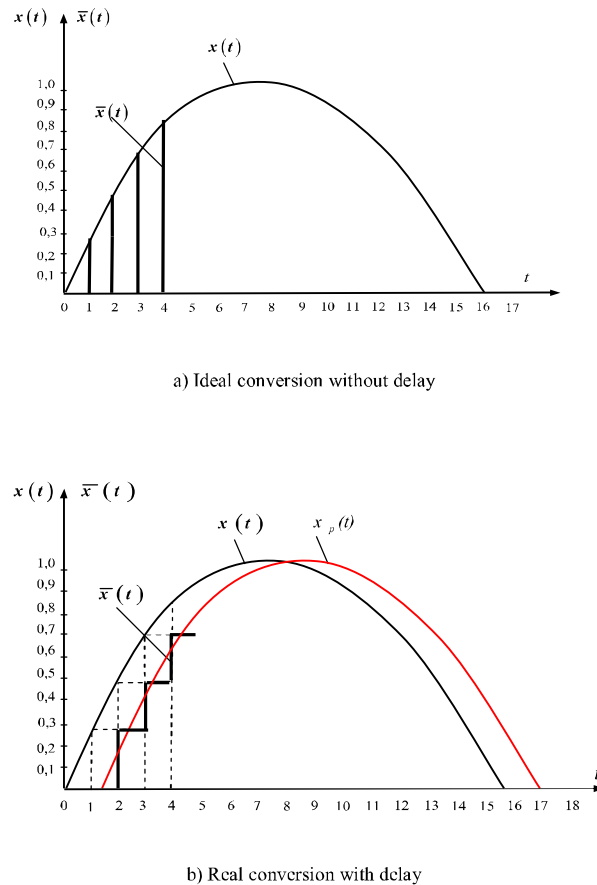 x(t) x̅(t)
x(t)
1,0
0,9
x̅(t)
0,8
0,7
0,6
0,5
0,4
0,3
0,2
0,1
t
0 1 2 3 4 5 6 7 8 9 10 11 12 13 14 15 16 17
a) Ideal conversion without delay
x(t) x̅(t)
x(t) xₚ(t)
1,0
0,9
x̅(t)
0,8
0,7
0,6
0,5
0,4
0,3
0,2
0,1
t
0 1 2 3 4 5 6 7 8 9 10 11 12 13 14 15 16 17 18
b) Real conversion with delay